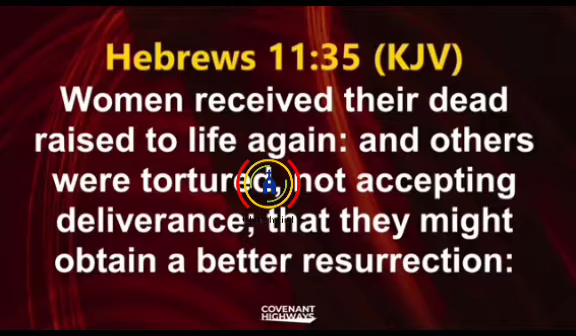 Hebrews 11:35 (KJV)
Women received their dead
raised to life again: and others
were tortured, not accepting
deliverance; that they might
obtain a better resurrection:
COVENANT
HIGHWAYS